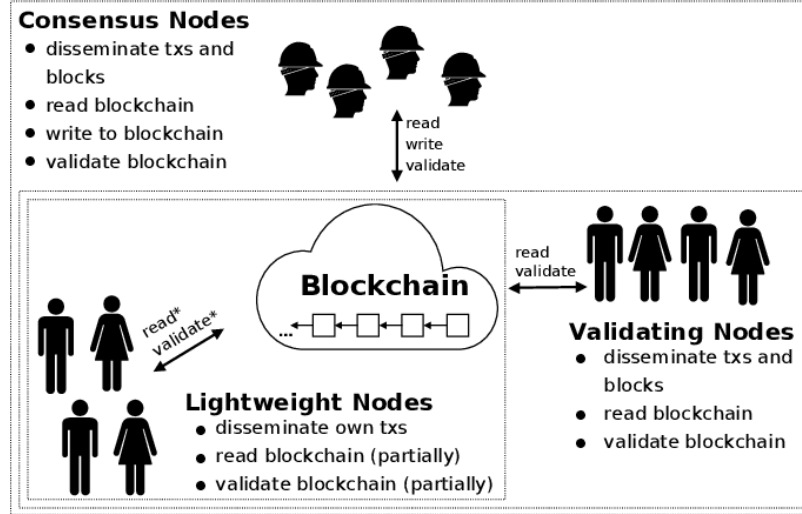 Consensus Nodes
● disseminate txs and
blocks
● read blockchain
● write to blockchain
● validate blockchain
read
write
validate
read
validate
Blockchain
...
read*
validate*
Validating Nodes
● disseminate txs and
blocks
● read blockchain
● validate blockchain
Lightweight Nodes
● disseminate own txs
● read blockchain (partially)
● validate blockchain (partially)